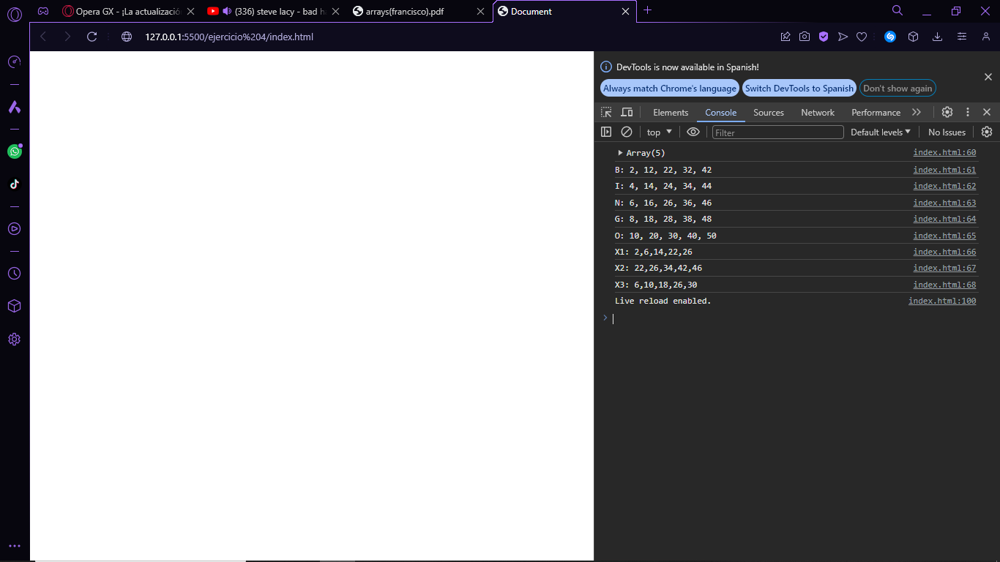 Opera GX - ¡La actualizació
(336) steve lacy - bad h
arrays(francisco).pdf
Document
127.0.0.1:5500/ejercicio%204/index.html
DevTools is now available in Spanish!
Always match Chrome's language
Switch DevTools to Spanish
Don't show again
Elements
Console
Sources
Network
Performance
top
Filter
Default levels
No Issues
Array(5) index.html:60
B: 2, 12, 22, 32, 42 index.html:61
I: 4, 14, 24, 34, 44 index.html:62
N: 6, 16, 26, 36, 46 index.html:63
G: 8, 18, 28, 38, 48 index.html:64
O: 10, 20, 30, 40, 50 index.html:65
X1: 2,6,14,22,26 index.html:66
X2: 22,26,34,42,46 index.html:67
X3: 6,10,18,26,30 index.html:68
Live reload enabled. index.html:100